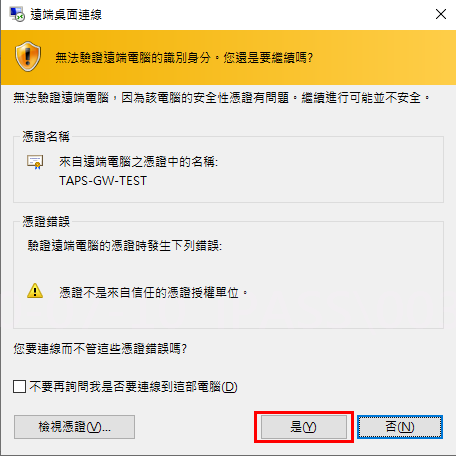 遠端桌面連線
無法驗證遠端電腦的識別身分。您還是要繼續嗎?
無法驗證遠端電腦，因為該電腦的安全性憑證有問題。繼續進行可能並不安全。
憑證名稱
來自遠端電腦之憑證中的名稱:
TAPS-GW-TEST
憑證錯誤
驗證遠端電腦的憑證時發生下列錯誤:
憑證不是來自信任的憑證授權單位。
您要連線而不管這些憑證錯誤嗎?
不要再詢問我是否要連線到這部電腦(D)
檢視憑證(V)... 是(Y) 否(N)